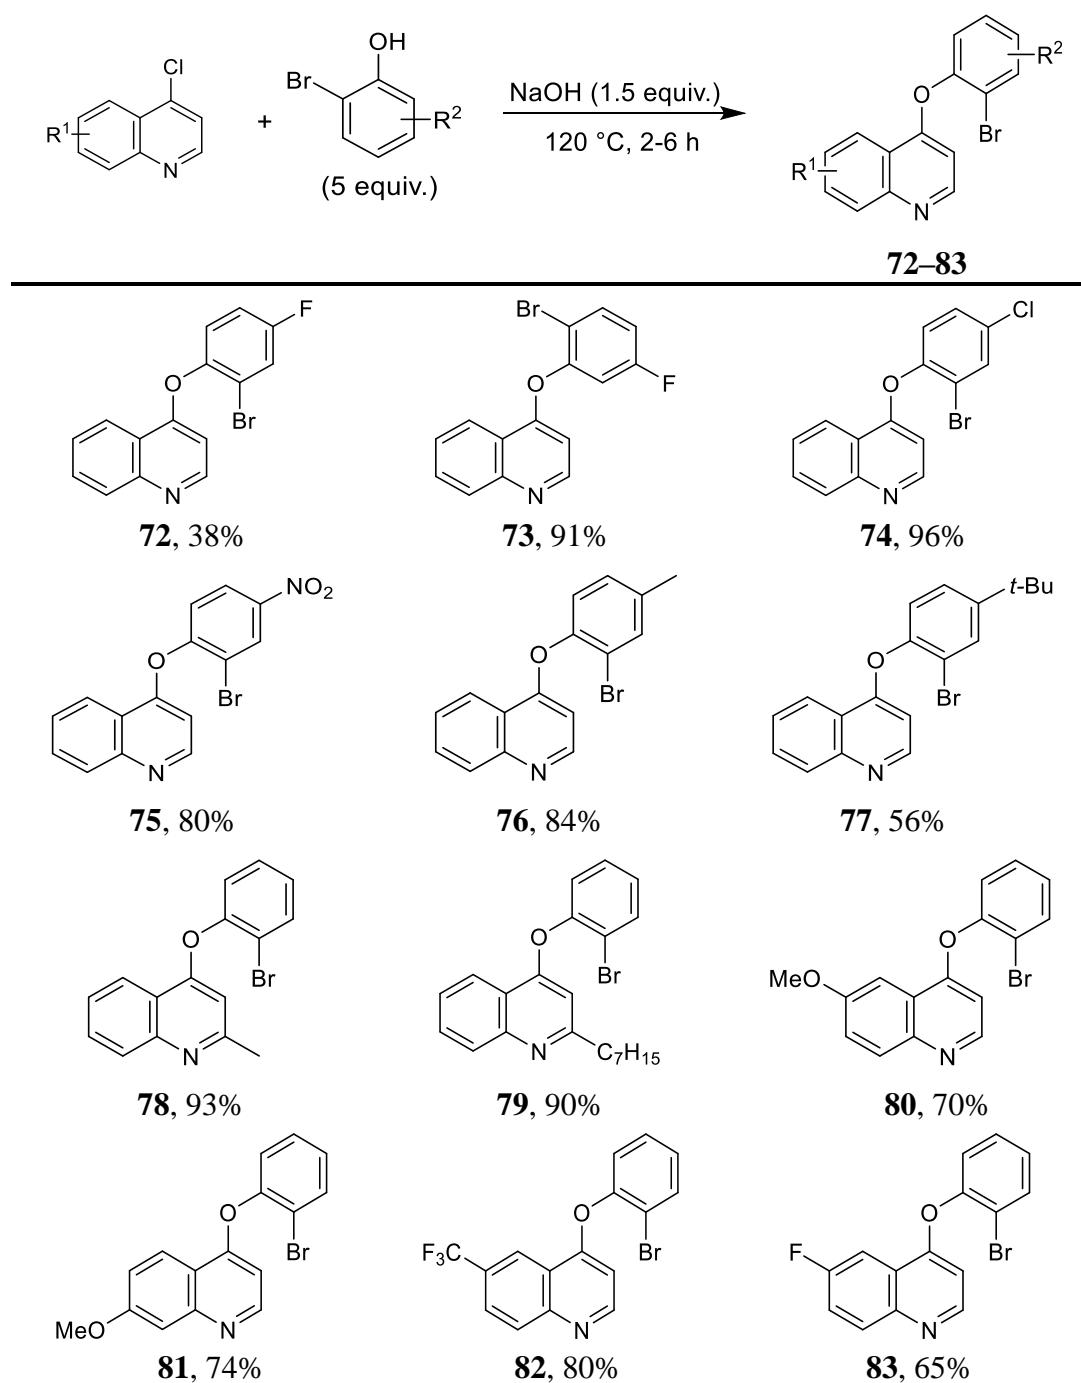 Cl
R1
N
+
OH
Br
R2
(5 equiv.)
NaOH (1.5 equiv.)
120 °C, 2-6 h
R2
O
Br
R1
N
72–83
F
O
Br
N
72, 38%
Br
O
F
N
73, 91%
Cl
O
Br
N
74, 96%
NO2
O
Br
N
75, 80%
O
Br
N
76, 84%
t-Bu
O
Br
N
77, 56%
O
Br
N
78, 93%
O
Br
N
C7H15
79, 90%
O
Br
MeO
N
80, 70%
O
Br
MeO
N
81, 74%
O
F3C
Br
N
82, 80%
O
F
Br
N
83, 65%